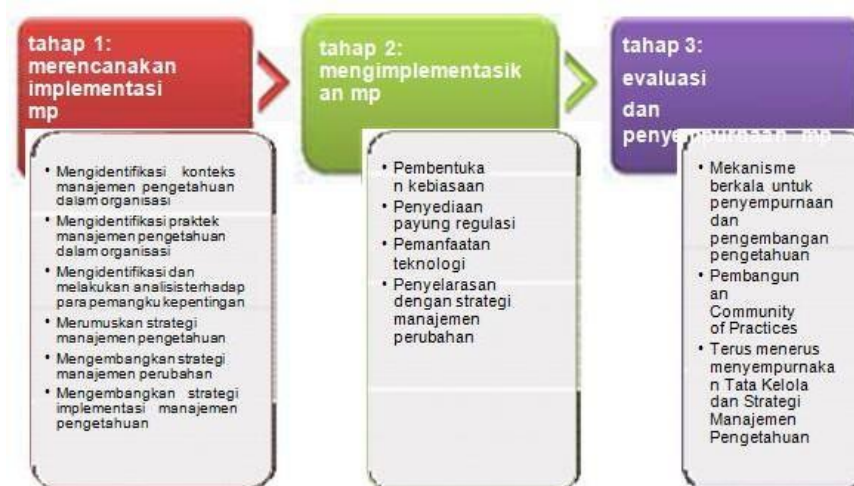 tahap 1:
merencanakan
implementasi
mp
• Mengidentifikasi konteks
manajemen pengetahuan
dalam organisasi
• Mengidentifikasi praktek
manajemen pengetahuan
dalam organisasi
• Mengidentifikasi dan
melakukan analisis terhadap
para pemangku kepentingan
• Merumuskan strategi
manajemen pengetahuan
• Mengembangkan strategi
manajemen perubahan
• Mengembangkan strategi
implementasi manajemen
pengetahuan
tahap 2:
mengimplementasik
an mp
• Pembentuka
n kebiasaan
• Penyediaan
payung regulasi
• Pemanfaatan
teknologi
• Penyelarasan
dengan strategi
manajemen
perubahan
tahap 3:
evaluasi
dan
penyempurnaan mp
• Mekanisme
berkala untuk
penyempurnaan
dan
pengembangan
pengetahuan
• Pembangun
an
Community
of Practices
• Terus menerus
menyempurnaka
n Tata Kelola
dan Strategi
Manajemen
Pengetahuan